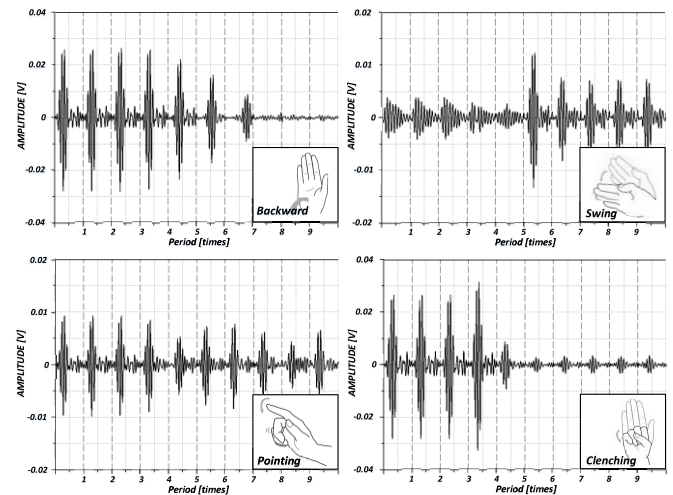 0.04
0.02
0
-0.02
-0.04
AMPLITUDE [V]
1 2 3 4 5 6 7 8 9
Period [times]
Backward
0.02
0.01
0
-0.01
-0.02
AMPLITUDE [V]
1 2 3 4 5 6 7 8 9
Period [times]
Swing
0.02
0.01
0
-0.01
-0.02
AMPLITUDE [V]
1 2 3 4 5 6 7 8 9
Period [times]
Pointing
0.04
0.02
0
-0.02
-0.04
AMPLITUDE [V]
1 2 3 4 5 6 7 8 9
Period [times]
Clenching